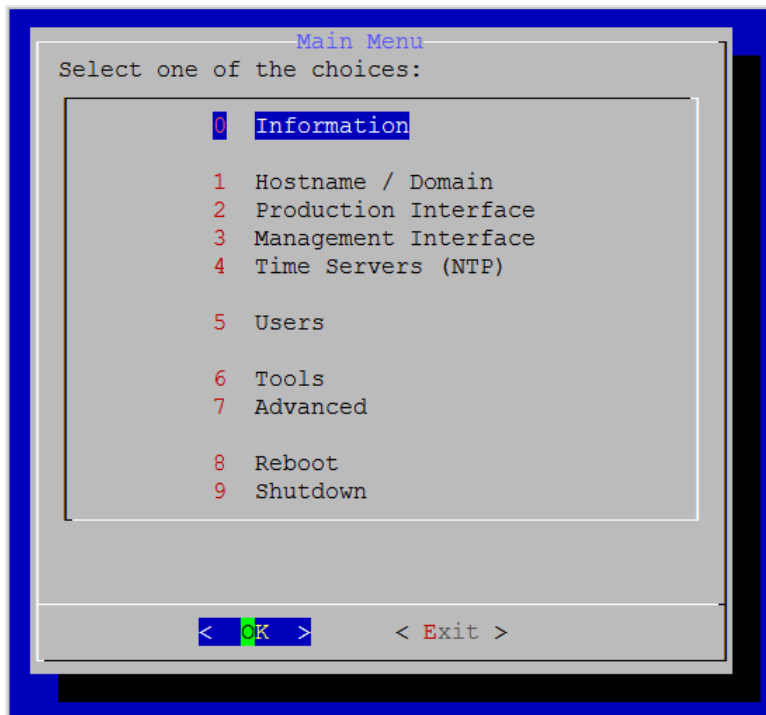 Main Menu
Select one of the choices:
0 Information
1 Hostname / Domain
2 Production Interface
3 Management Interface
4 Time Servers (NTP)
5 Users
6 Tools
7 Advanced
8 Reboot
9 Shutdown
< OK > < Exit >